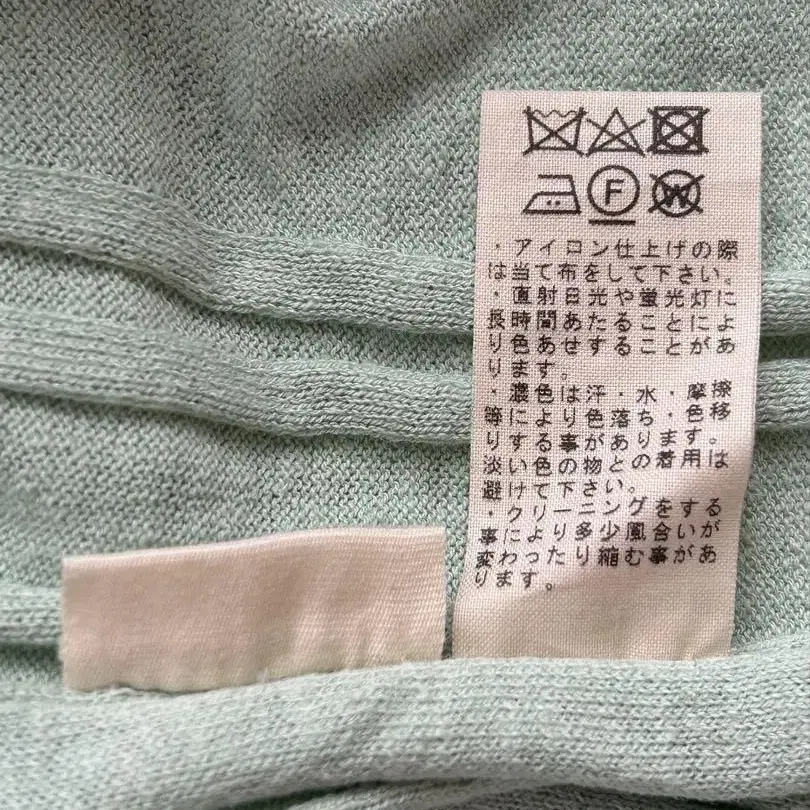 F W
・アイロン仕上げの際
は当て布をして下さい。
・直射日光や蛍光灯に
長時間あたることによ
り色あせすることがあ
ります。
・濃色は汗・水・摩擦
等により色落ち・色移
りする事があります。
淡い色の物との着用は
避けて下さい。
・クリーニングをする
事により多少風合いが
変わったり縮む事があ
ります。